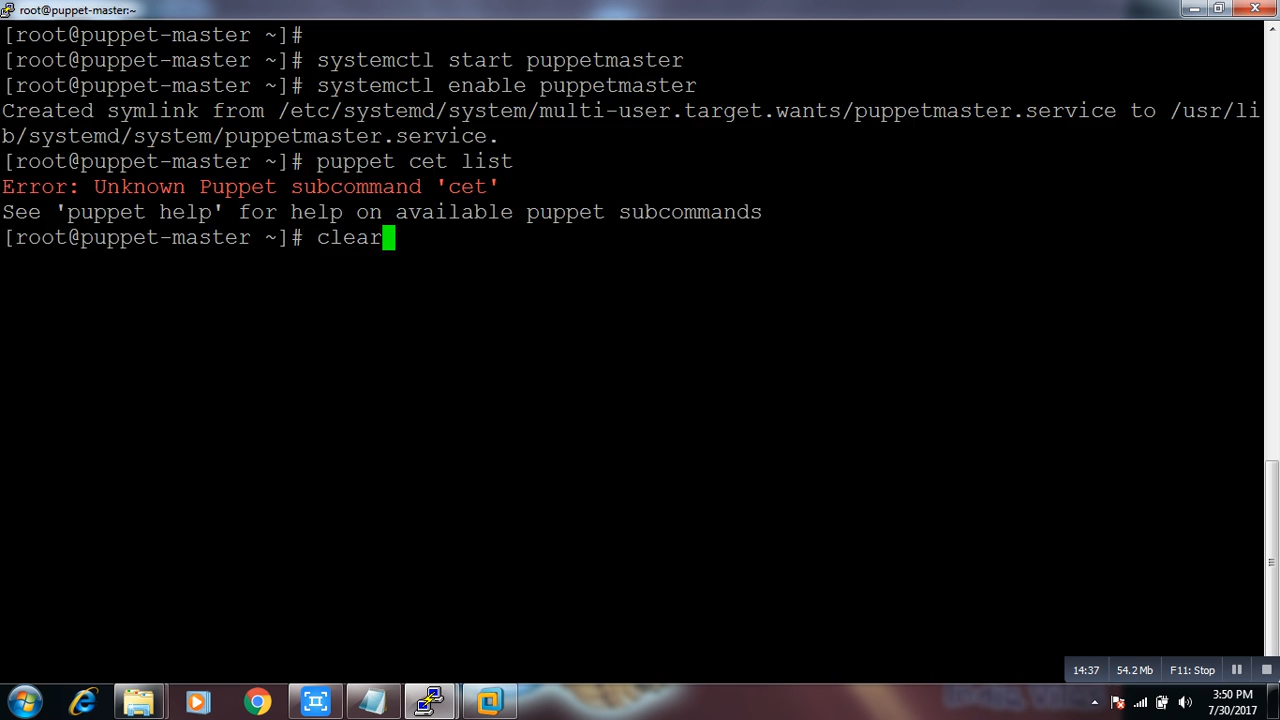 root@puppet-master:~
[root@puppet-master ~]#
[root@puppet-master ~]# systemctl start puppetmaster
[root@puppet-master ~]# systemctl enable puppetmaster
Created symlink from /etc/systemd/system/multi-user.target.wants/puppetmaster.service to /usr/li
b/systemd/system/puppetmaster.service.
[root@puppet-master ~]# puppet cet list
Error: Unknown Puppet subcommand 'cet'
See 'puppet help' for help on available puppet subcommands
[root@puppet-master ~]# clear
14:37 54.2 Mb F11: Stop
3:50 PM
7/30/2017